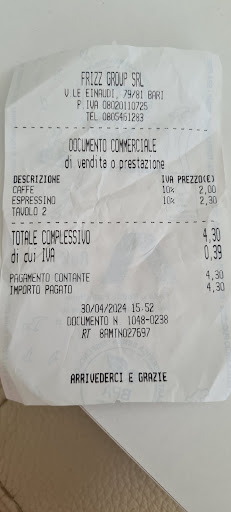 FRIZZ GROUP SRL
V.LE EINAUDI, 79/81 BARI
P.IVA 08020110725
TEL 0805461283
DOCUMENTO COMMERCIALE
di vendita o prestazione
DESCRIZIONE IVA PREZZO(€)
CAFFE 10% 2,00
ESPRESSINO 10% 2,30
TAVOLO 2
TOTALE COMPLESSIVO 4,30
di cui IVA 0,39
PAGAMENTO CONTANTE 4,30
IMPORTO PAGATO 4,30
30/04/2024 15:52
DOCUMENTO N. 1048-0238
RT 8AMTN027697
ARRIVEDERCI E GRAZIE